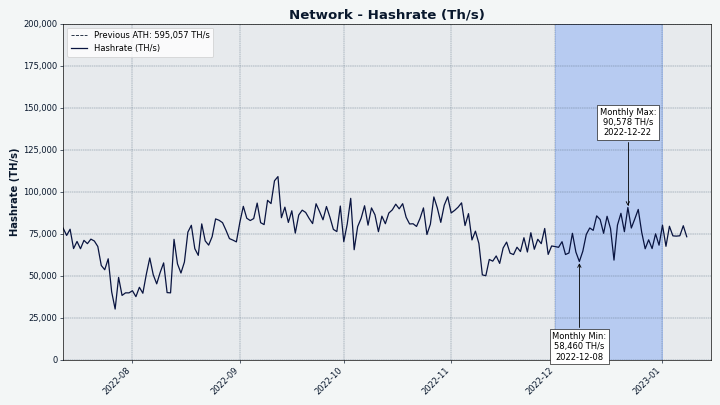 Network - Hashrate (Th/s)
Previous ATH: 595,057 TH/s
Hashrate (TH/s)
Hashrate (TH/s)
200,000
175,000
150,000
125,000
100,000
75,000
50,000
25,000
0
Monthly Max:
90,578 TH/s
2022-12-22
Monthly Min:
58,460 TH/s
2022-12-08
2022-08
2022-09
2022-10
2022-11
2022-12
2023-01